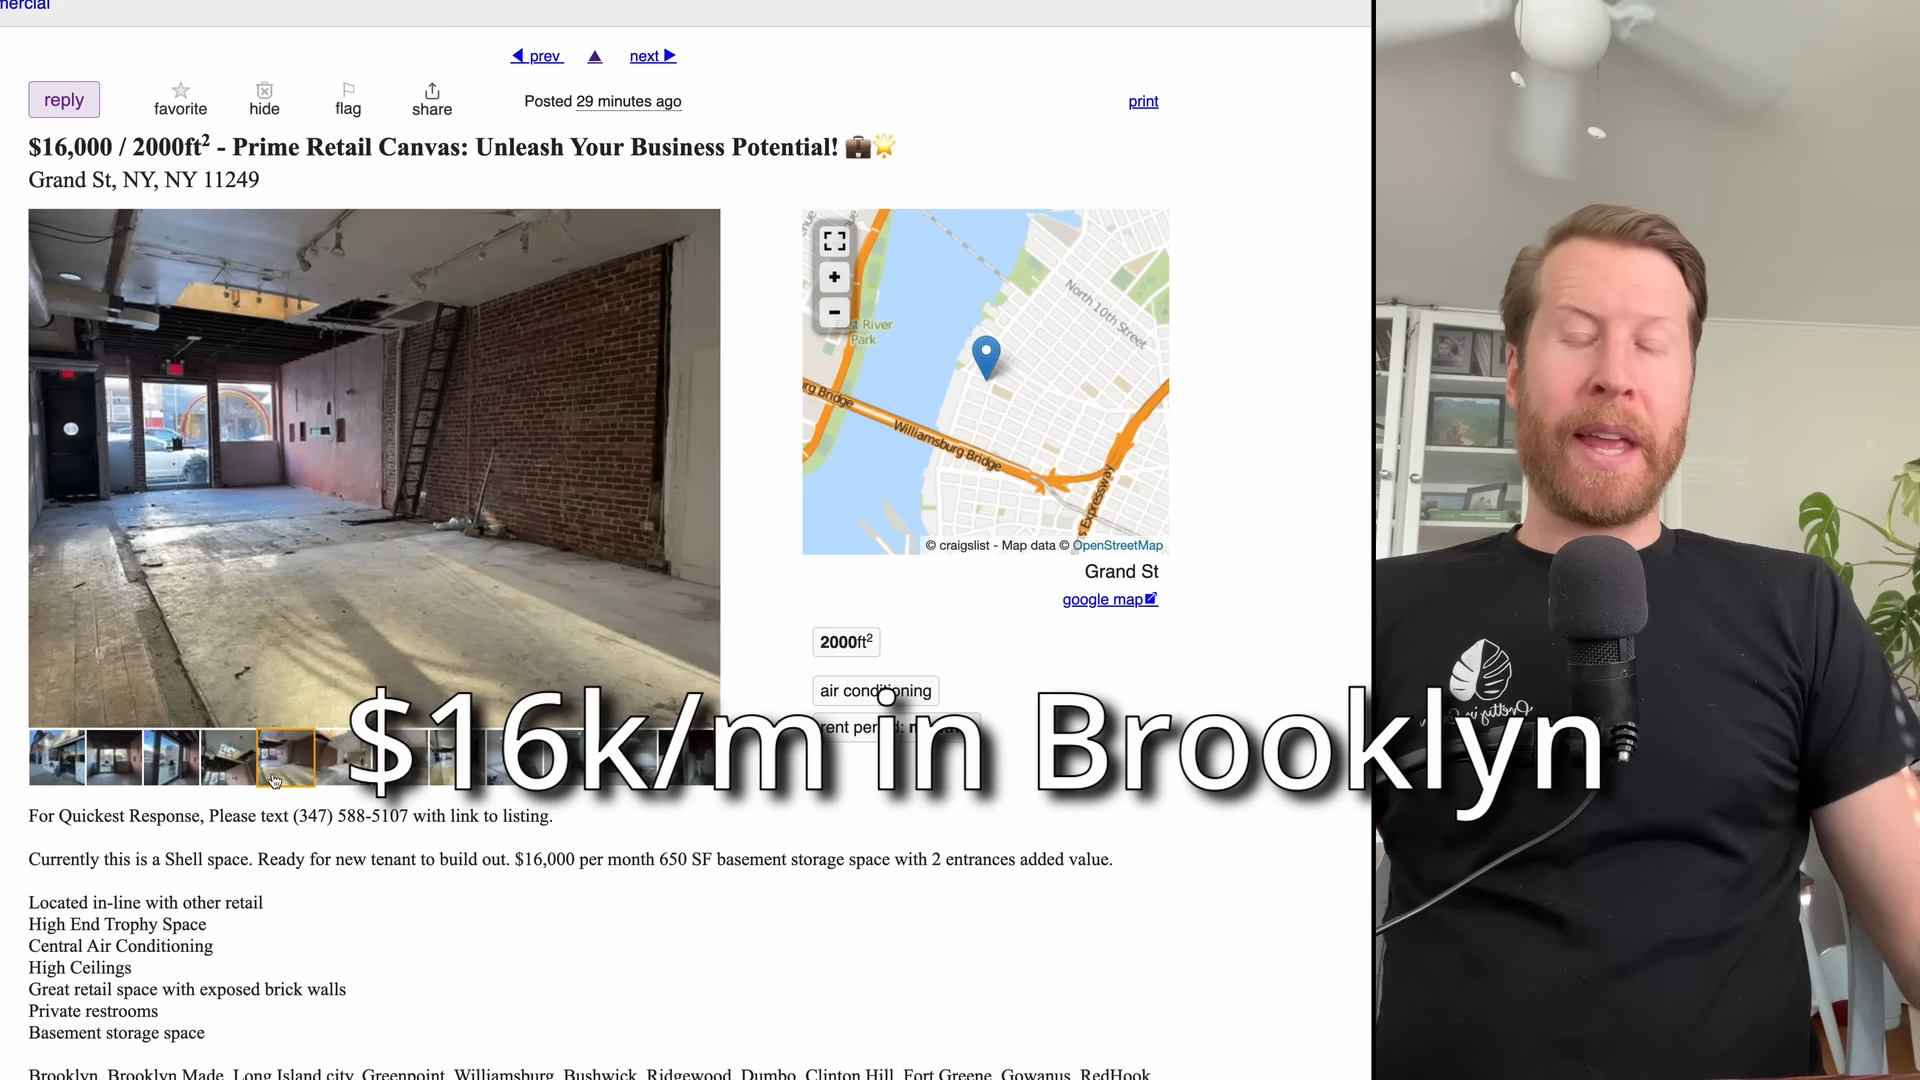 mercial
prev
next
reply
favorite
hide
flag
share
Posted 29 minutes ago
print
$16,000 / 2000ft2 - Prime Retail Canvas: Unleash Your Business Potential! 💼🌟
Grand St, NY, NY 11249
+
-
East River
Park
North 10th Street
Williamsburg Bridge
Expressway
© craigslist - Map data © OpenStreetMap
Grand St
google map
2000ft2
air conditioning
rent period:
$16k/m in Brooklyn
For Quickest Response, Please text (347) 588-5107 with link to listing.
Currently this is a Shell space. Ready for new tenant to build out. $16,000 per month 650 SF basement storage space with 2 entrances added value.
Located in-line with other retail
High End Trophy Space
Central Air Conditioning
High Ceilings
Great retail space with exposed brick walls
Private restrooms
Basement storage space
Brooklyn, Brooklyn Made, Long Island city, Greenpoint, Williamsburg, Bushwick, Ridgewood, Dumbo, Clinton Hill, Fort Greene, Gowanus, RedHook,